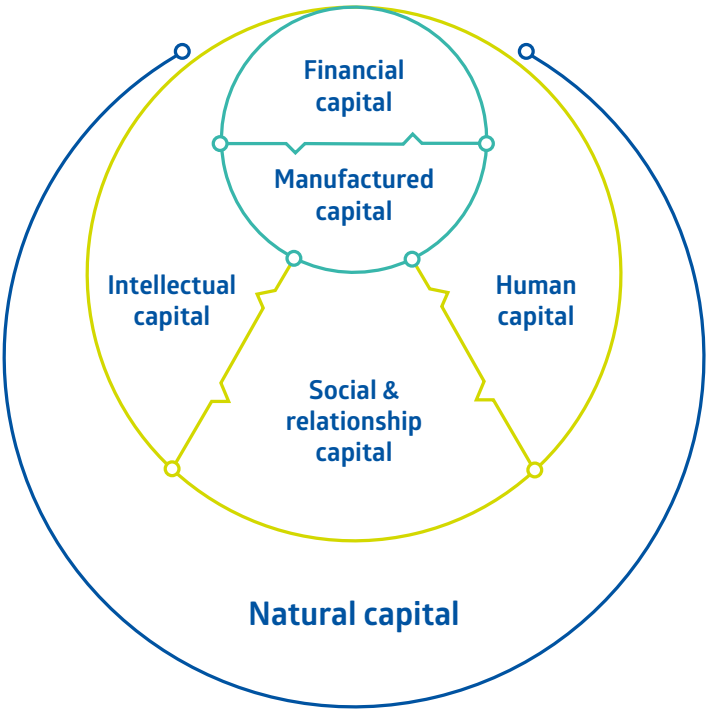 Financial
capital
Manufactured
capital
Intellectual
capital
Human
capital
Social &
relationship
capital
Natural capital